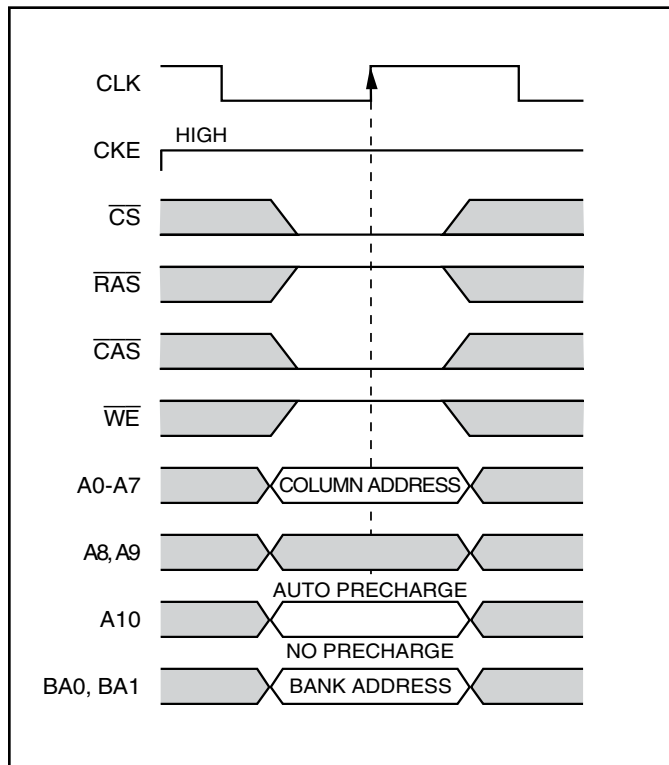 CLK
CKE HIGH
CS
RAS
CAS
WE
A0-A7 COLUMN ADDRESS
A8, A9
AUTO PRECHARGE
A10
NO PRECHARGE
BA0, BA1 BANK ADDRESS